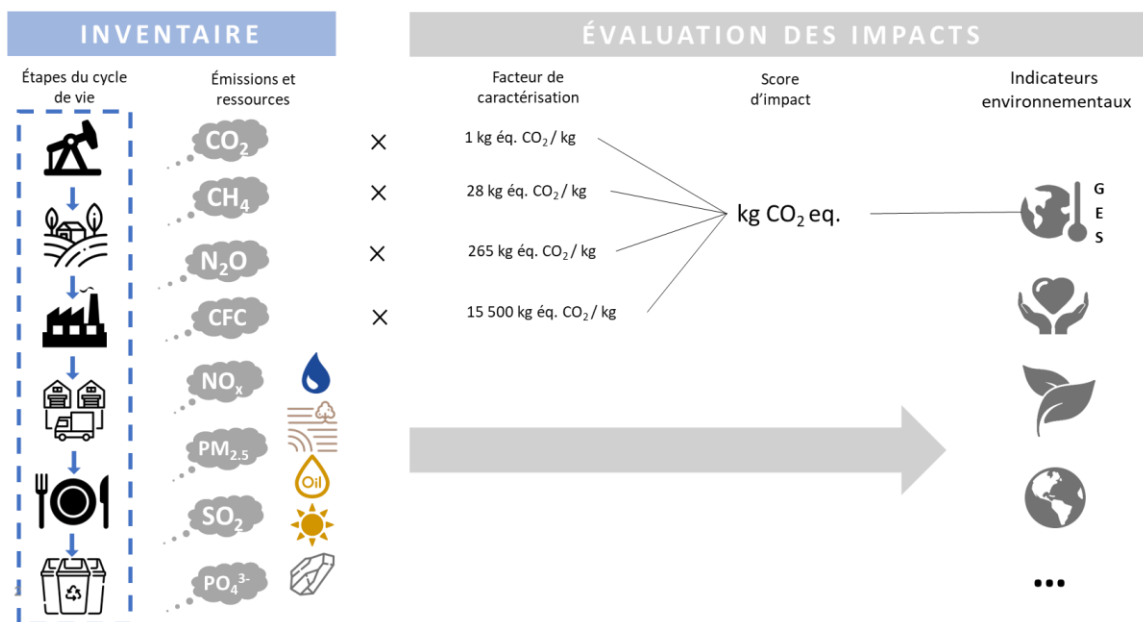 INVENTAIRE
ÉVALUATION DES IMPACTS
Étapes du cycle
de vie
Émissions et
ressources
Facteur de
caractérisation
Score
d'impact
Indicateurs
environnementaux
CO₂
×
1 kg éq. CO₂ / kg
CH₄
×
28 kg éq. CO₂ / kg
G
E
S
kg CO₂ eq.
N₂O
×
265 kg éq. CO₂ / kg
CFC
×
15 500 kg éq. CO₂ / kg
NOₓ
PM₂.₅
Oil
SO₂
PO₄³⁻
...